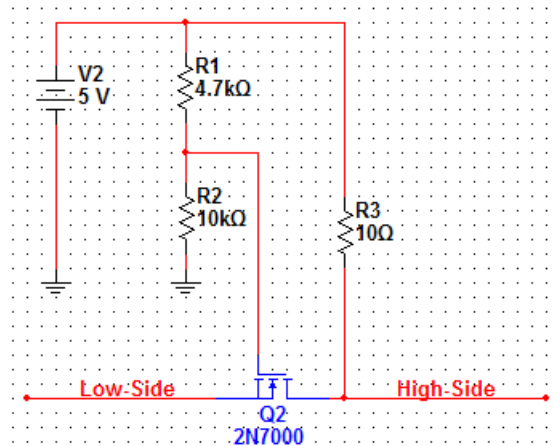 V2
5 V
R1
4.7kΩ
R2
10kΩ
R3
10Ω
Low-Side
High-Side
Q2
2N7000